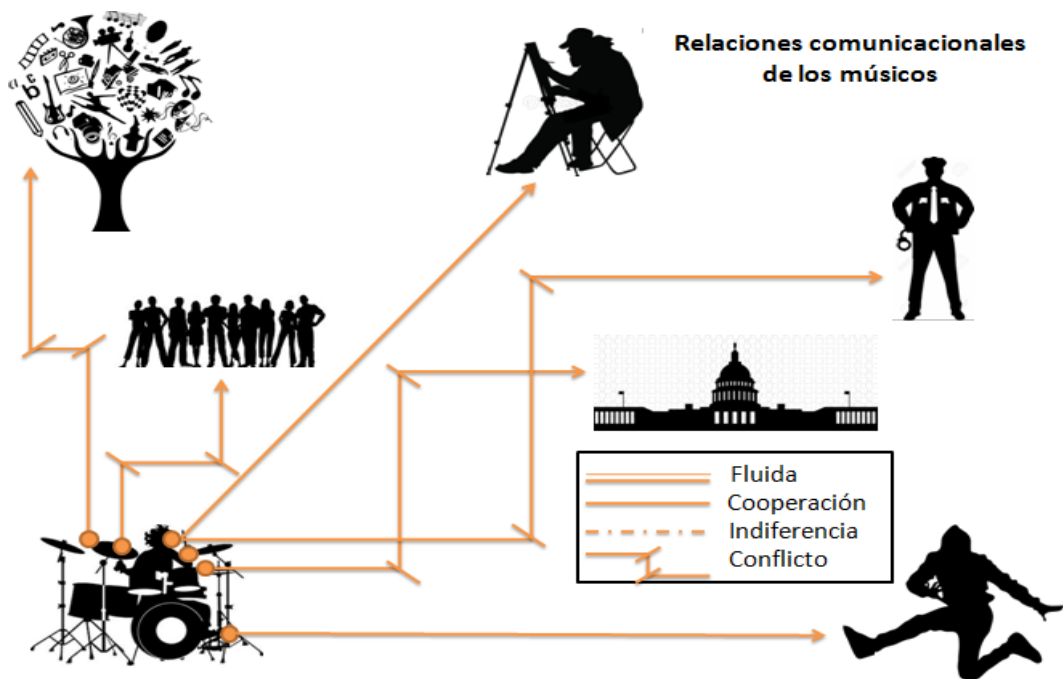 Relaciones comunicacionales
de los músicos
Fluida
Cooperación
Indiferencia
Conflicto